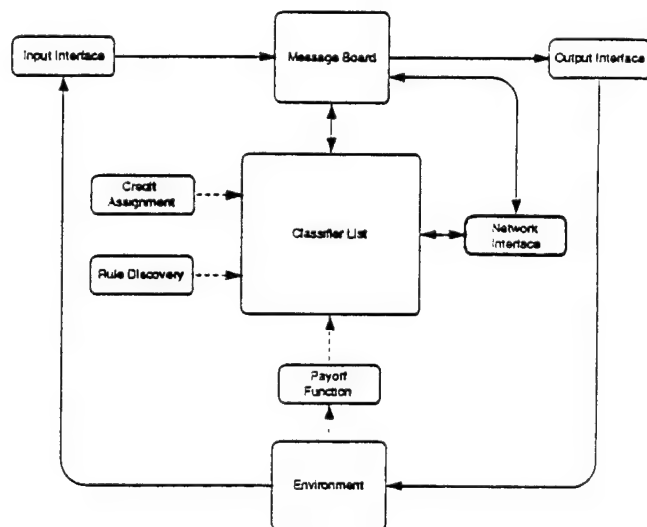 Input Interface
Message Board
Output Interface
Credit
Assignment
Classifier List
Network
Interface
Rule Discovery
Payoff
Function
Environment